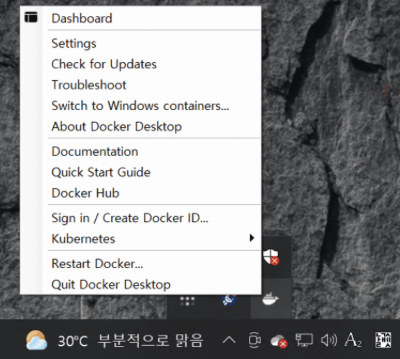 Dashboard
Settings
Check for Updates
Troubleshoot
Switch to Windows containers...
About Docker Desktop
Documentation
Quick Start Guide
Docker Hub
Sign in / Create Docker ID...
Kubernetes
Restart Docker...
Quit Docker Desktop
30°C 부분적으로 맑음 A2